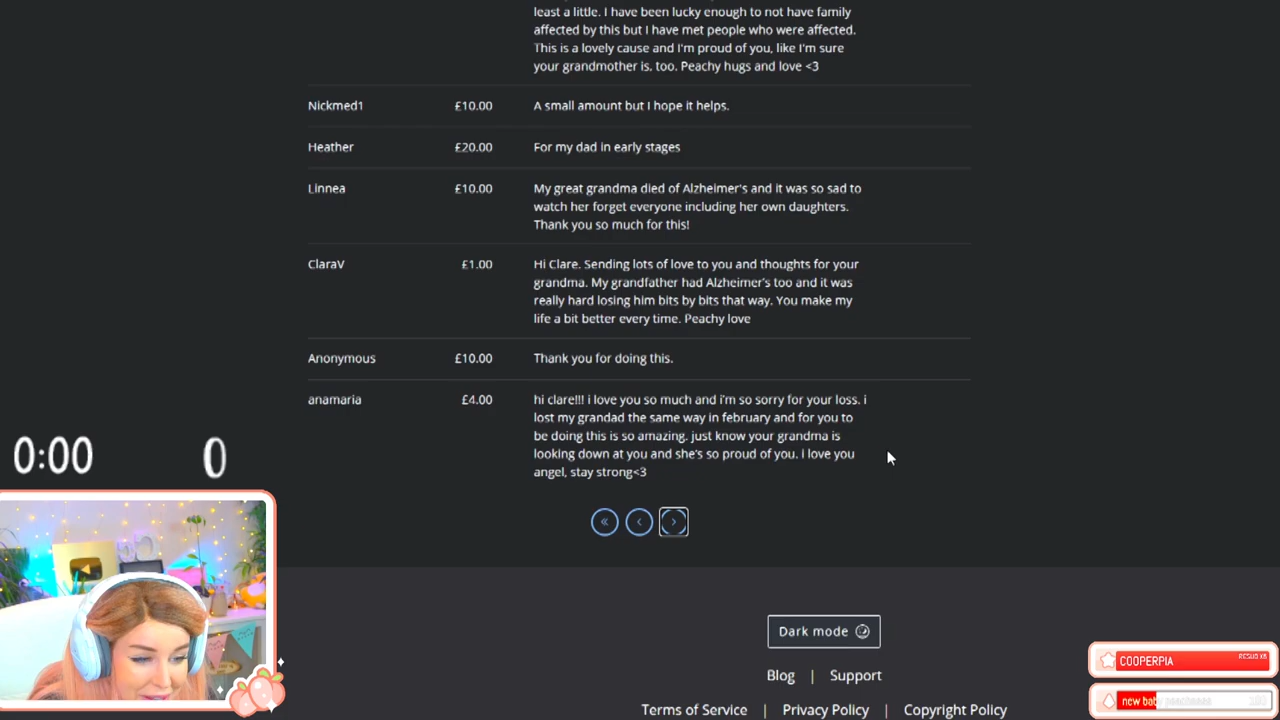 least a little. I have been lucky enough to not have family
affected by this but I have met people who were affected.
This is a lovely cause and I'm proud of you, like I'm sure
your grandmother is, too. Peachy hugs and love <3
Nickmed1 £10.00 A small amount but I hope it helps.
Heather £20.00 For my dad in early stages
Linnea £10.00 My great grandma died of Alzheimer's and it was so sad to
watch her forget everyone including her own daughters.
Thank you so much for this!
ClaraV £1.00 Hi Clare. Sending lots of love to you and thoughts for your
grandma. My grandfather had Alzheimer's too and it was
really hard losing him bits by bits that way. You make my
life a bit better every time. Peachy love
Anonymous £10.00 Thank you for doing this.
anamaria £4.00 hi clare!!! i love you so much and i'm so sorry for your loss. i
lost my grandad the same way in february and for you to
be doing this is so amazing. just know your grandma is
looking down at you and she's so proud of you. i love you
angel, stay strong<3
0:00 0
« ‹ ›
Dark mode
Blog | Support
Terms of Service | Privacy Policy | Copyright Policy
COOPERPIA
new baby